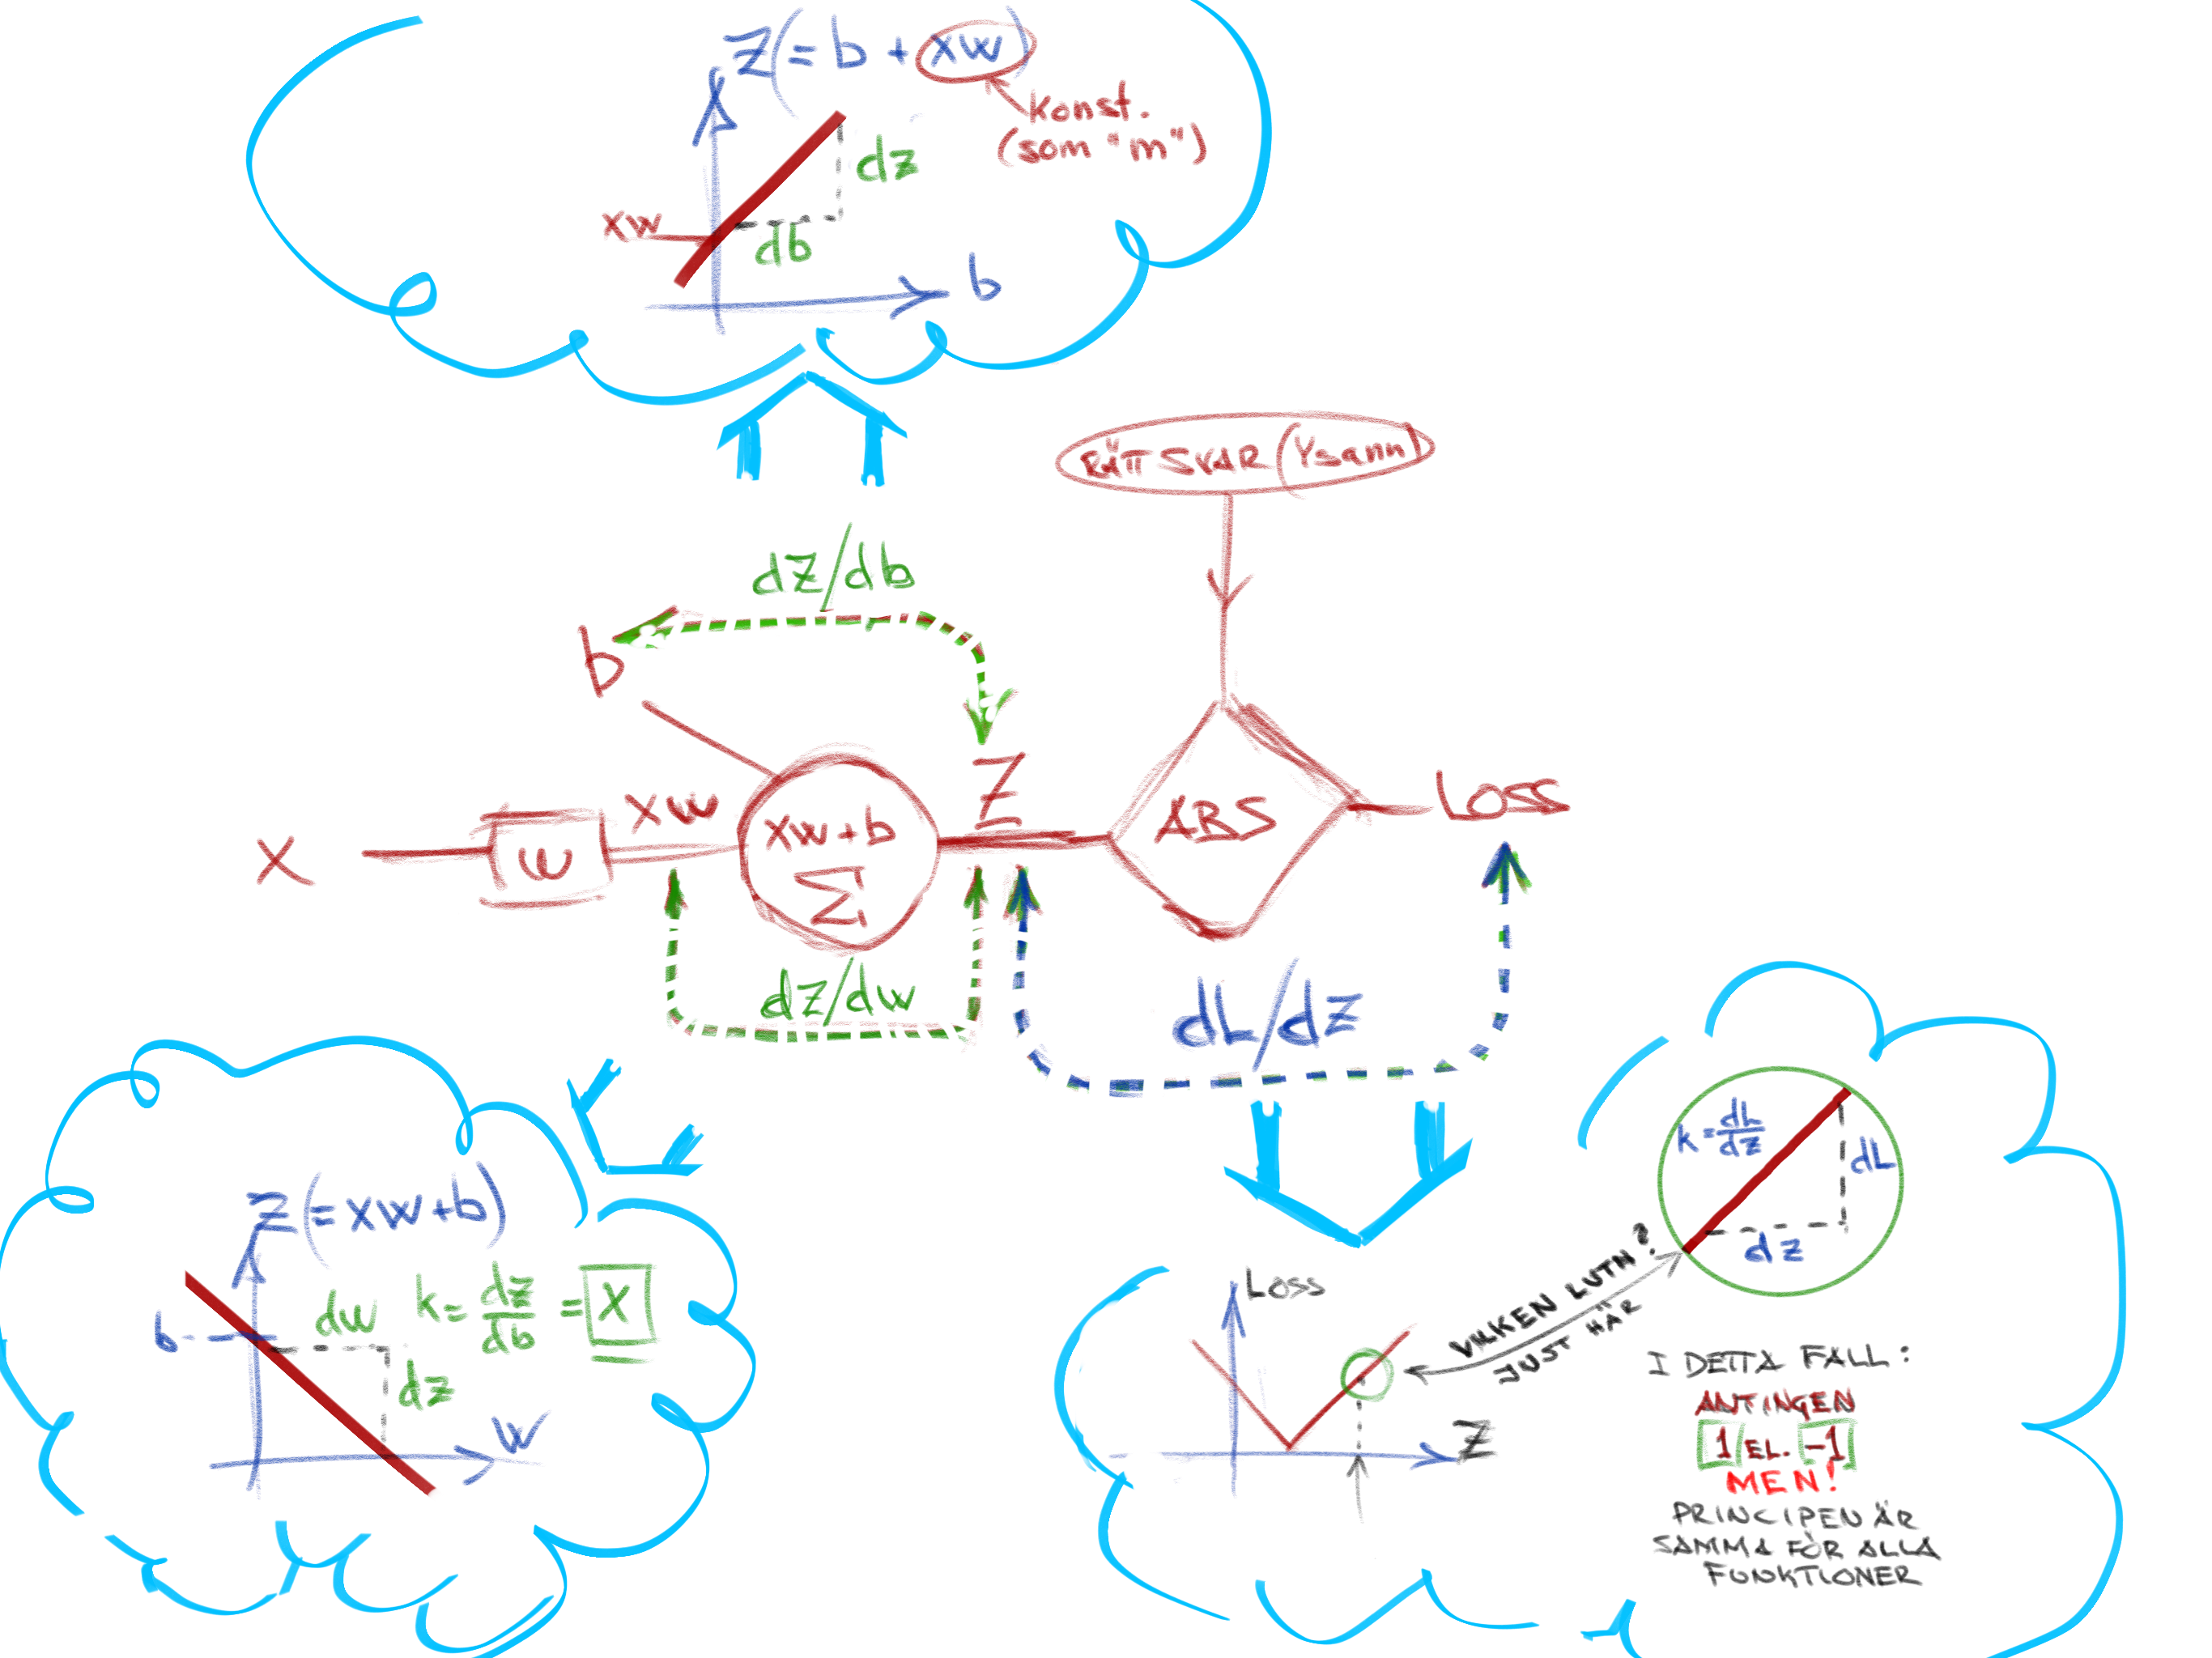 Z(=b+xw)
konst.
(som "m")
dz
xw
db
b
RÄTT SVAR (Ysann)
dz/db
b
Z
x
w
xw
xw+b
Σ
ABS
Loss
dz/dw
dL/dz
Z(=xw+b)
b
dw
k=dz/db=x
dz
w
k=dL/dz
dL
dz
VILKEN LUTN?
JUST HÄR
Loss
Z
I DETTA FALL:
ANTINGEN
1 EL. -1
MEN!
PRINCIPEN ÄR
SAMMA FÖR ALLA
FUNKTIONER